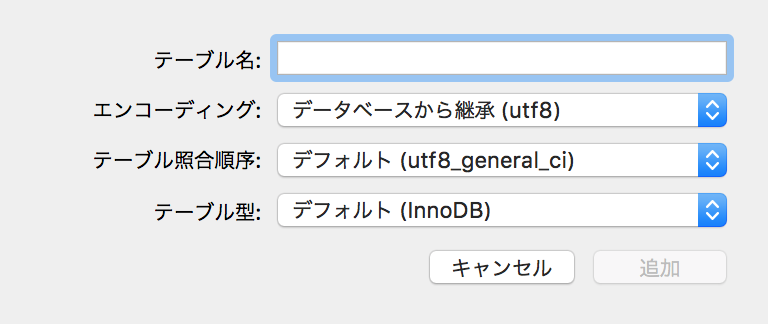 テーブル名:
エンコーディング: データベースから継承 (utf8)
テーブル照合順序: デフォルト (utf8_general_ci)
テーブル型: デフォルト (InnoDB)
キャンセル 追加